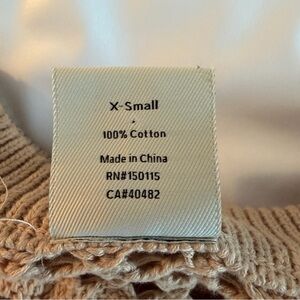 X-Small
-
100% Cotton
Made in China
RN#150115
CA#40482